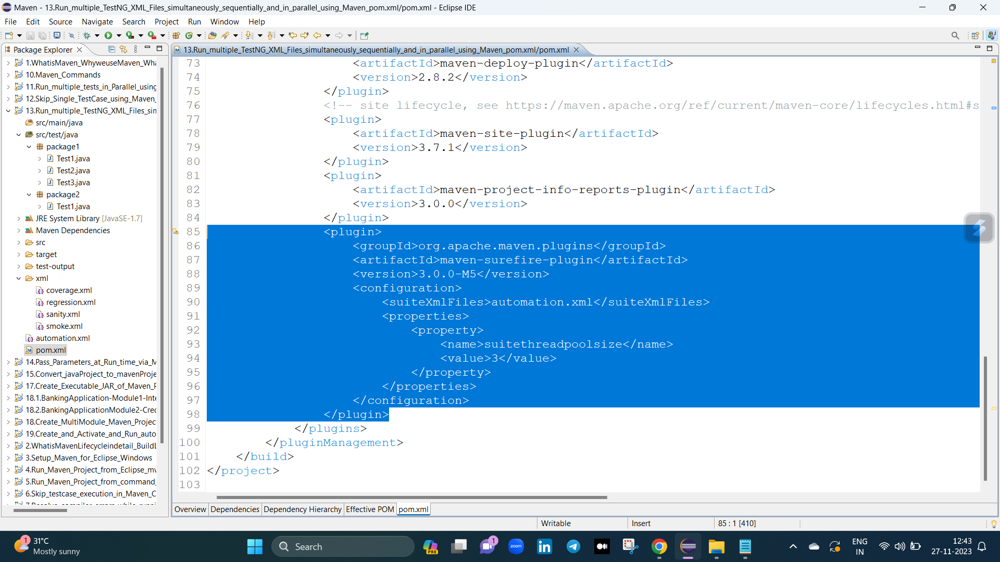 Maven - 13.Run_multiple_TestNG_XML_Files_simultaneously_sequentially_and_in_parallel_using_Maven_pom.xml/pom.xml - Eclipse IDE
File Edit Source Navigate Search Project Run Window Help
Package Explorer
13.Run_multiple_TestNG_XML_Files_simultaneously_sequentially_and_in_parallel_using_Maven_pom.xml/pom.xml
1.WhatisMaven_WhyweuseMaven_Wha
10.Maven_Commands
11.Run_multiple_tests_in_Parallel_using
12.Skip_Single_TestCase_using_Maven_
13.Run_multiple_TestNG_XML_Files_sim
src/main/java
src/test/java
package1
Test1.java
Test2.java
Test3.java
package2
Test1.java
JRE System Library [JavaSE-1.7]
Maven Dependencies
src
target
test-output
xml
coverage.xml
regression.xml
sanity.xml
smoke.xml
automation.xml
pom.xml
14.Pass_Parameters_at_Run_time_via_M
15.Convert_javaProject_to_mavenProje
17.Create_Executable_JAR_of_Maven_P
18.1.BankingApplication-Module1-Inte
18.2.BankingApplicationModule2-Cred
18.Create_MultiModule_Maven_Project
19.Create_and_Activate_and_Run_auto
2.WhatisMavenLifecycleindetail_BuildL
3.Setup_Maven_for_Eclipse_Windows
4.Run_Maven_Project_from_Eclipse_mv
5.Run_Maven_Project_from_command_
6.Skip_testcase_execution_in_Maven_C
73 <artifactId>maven-deploy-plugin</artifactId>
74 <version>2.8.2</version>
75 </plugin>
76 <!-- site lifecycle, see https://maven.apache.org/ref/current/maven-core/lifecycles.html#s
77 <plugin>
78 <artifactId>maven-site-plugin</artifactId>
79 <version>3.7.1</version>
80 </plugin>
81 <plugin>
82 <artifactId>maven-project-info-reports-plugin</artifactId>
83 <version>3.0.0</version>
84 </plugin>
85 <plugin>
86 <groupId>org.apache.maven.plugins</groupId>
87 <artifactId>maven-surefire-plugin</artifactId>
88 <version>3.0.0-M5</version>
89 <configuration>
90 <suiteXmlFiles>automation.xml</suiteXmlFiles>
91 <properties>
92 <property>
93 <name>suitethreadpoolsize</name>
94 <value>3</value>
95 </property>
96 </properties>
97 </configuration>
98 </plugin>
99 </plugins>
100 </pluginManagement>
101 </build>
102 </project>
103
Overview Dependencies Dependency Hierarchy Effective POM pom.xml
Writable Insert 85 : 1 [410]
1 31°C
Mostly sunny
Search
PRE
1
zoom
in
ENG
IN
12:43
27-11-2023